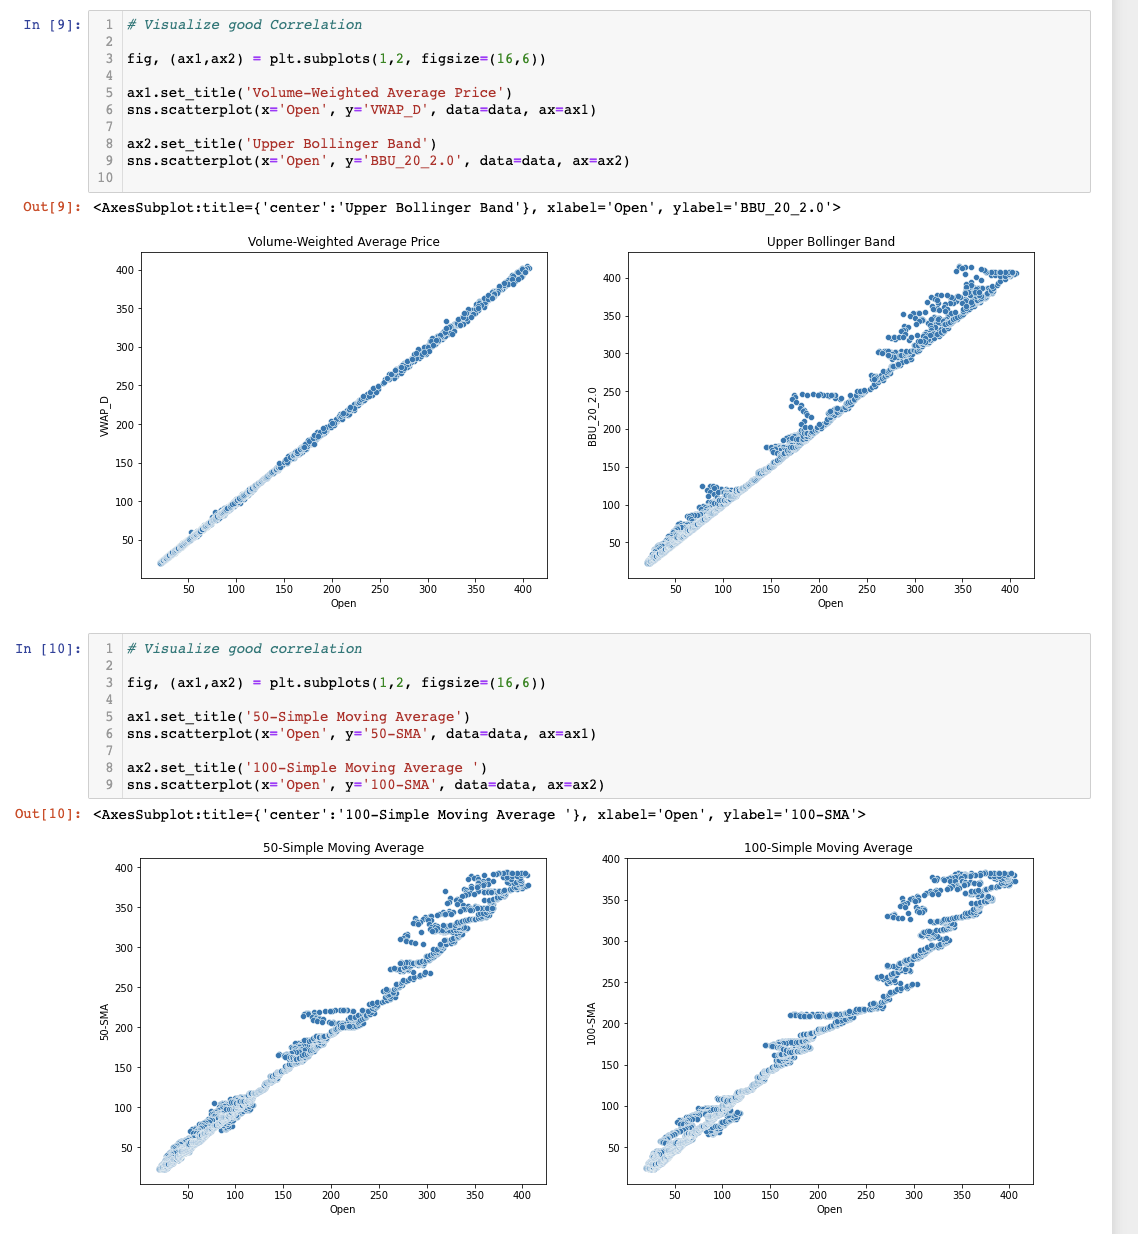 In [9]:
1 # Visualize good Correlation
2
3 fig, (ax1,ax2) = plt.subplots(1,2, figsize=(16,6))
4
5 ax1.set_title('Volume-Weighted Average Price')
6 sns.scatterplot(x='Open', y='VWAP_D', data=data, ax=ax1)
7
8 ax2.set_title('Upper Bollinger Band')
9 sns.scatterplot(x='Open', y='BBU_20_2.0', data=data, ax=ax2)
10
Out[9]: <AxesSubplot:title={'center':'Upper Bollinger Band'}, xlabel='Open', ylabel='BBU_20_2.0'>
Volume-Weighted Average Price
400
350
300
250
200
150
100
50
VWAP_D
50 100 150 200 250 300 350 400
Open
Upper Bollinger Band
400
350
300
250
200
150
100
50
BBU_20_2.0
50 100 150 200 250 300 350 400
Open
In [10]:
1 # Visualize good correlation
2
3 fig, (ax1,ax2) = plt.subplots(1,2, figsize=(16,6))
4
5 ax1.set_title('50-Simple Moving Average')
6 sns.scatterplot(x='Open', y='50-SMA', data=data, ax=ax1)
7
8 ax2.set_title('100-Simple Moving Average ')
9 sns.scatterplot(x='Open', y='100-SMA', data=data, ax=ax2)
Out[10]: <AxesSubplot:title={'center':'100-Simple Moving Average '}, xlabel='Open', ylabel='100-SMA'>
50-Simple Moving Average
400
350
300
250
200
150
100
50
50-SMA
50 100 150 200 250 300 350 400
Open
100-Simple Moving Average
400
350
300
250
200
150
100
50
100-SMA
50 100 150 200 250 300 350 400
Open